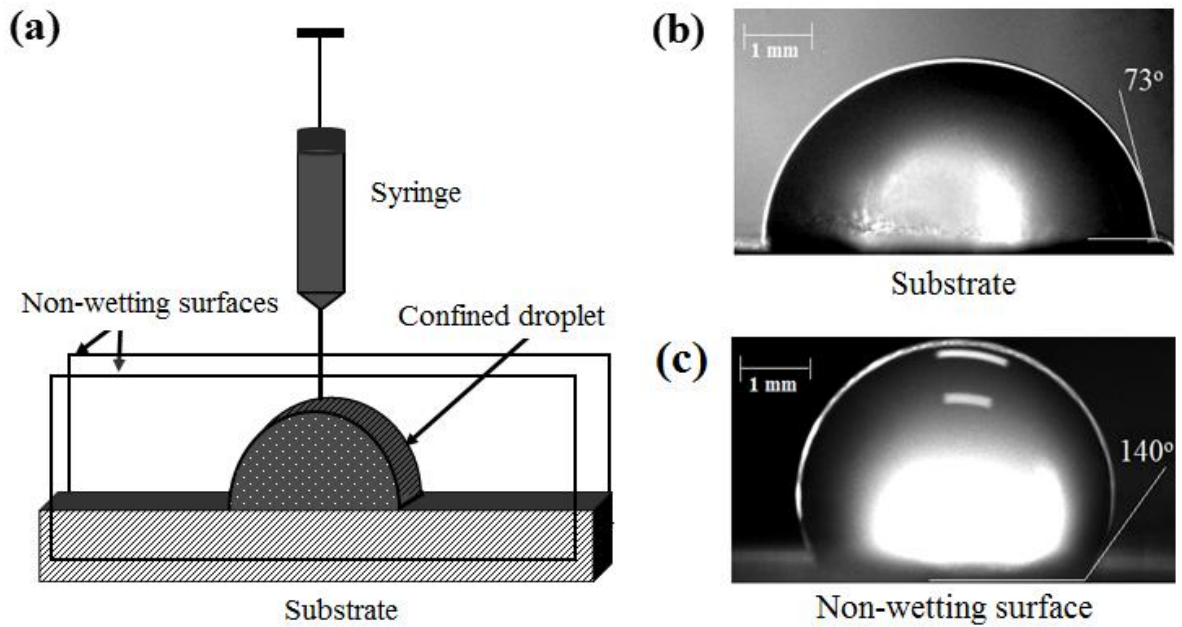 (a)
Syringe
Non-wetting surfaces
Confined droplet
Substrate
(b)
1 mm
73°
Substrate
(c)
1 mm
140°
Non-wetting surface